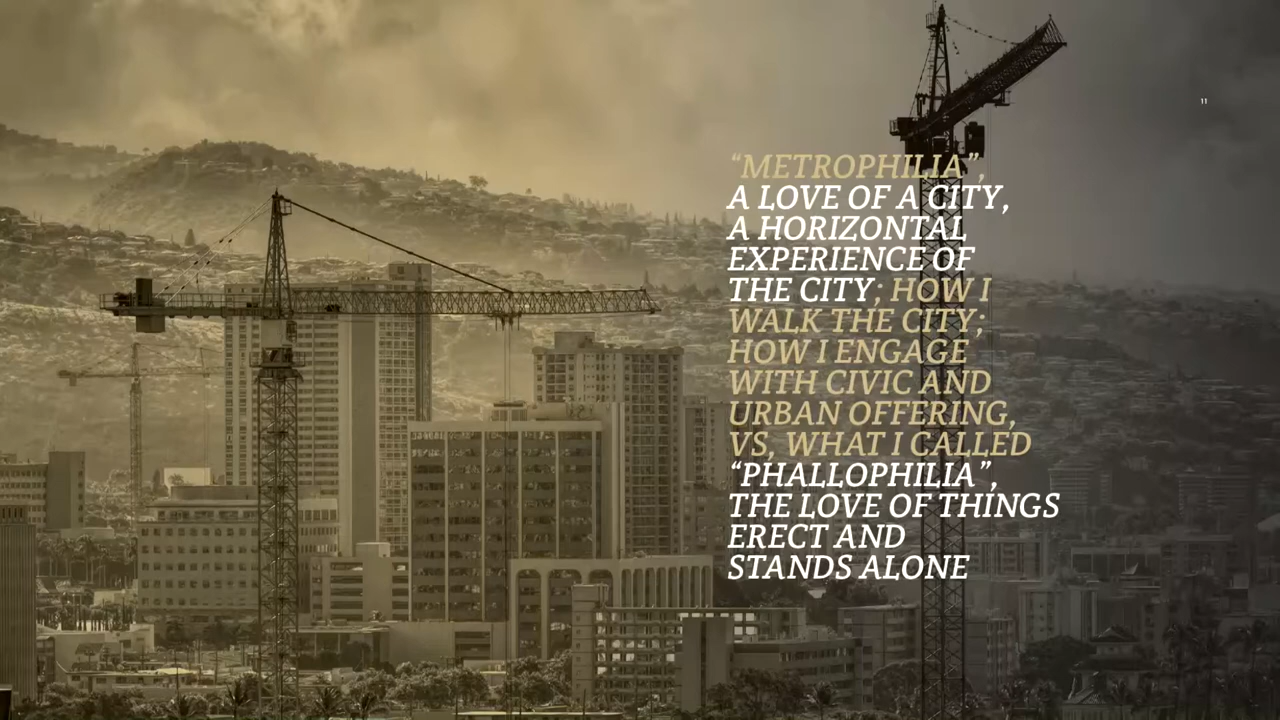 "
“METROPHILIA”,
A LOVE OF A CITY,
A HORIZONTAL
EXPERIENCE OF
THE CITY; HOW I
WALK THE CITY;
HOW I ENGAGE
WITH CIVIC AND
URBAN OFFERING,
VS, WHAT I CALLED
“PHALLOPHILIA”,
THE LOVE OF THINGS
ERECT AND
STANDS ALONE